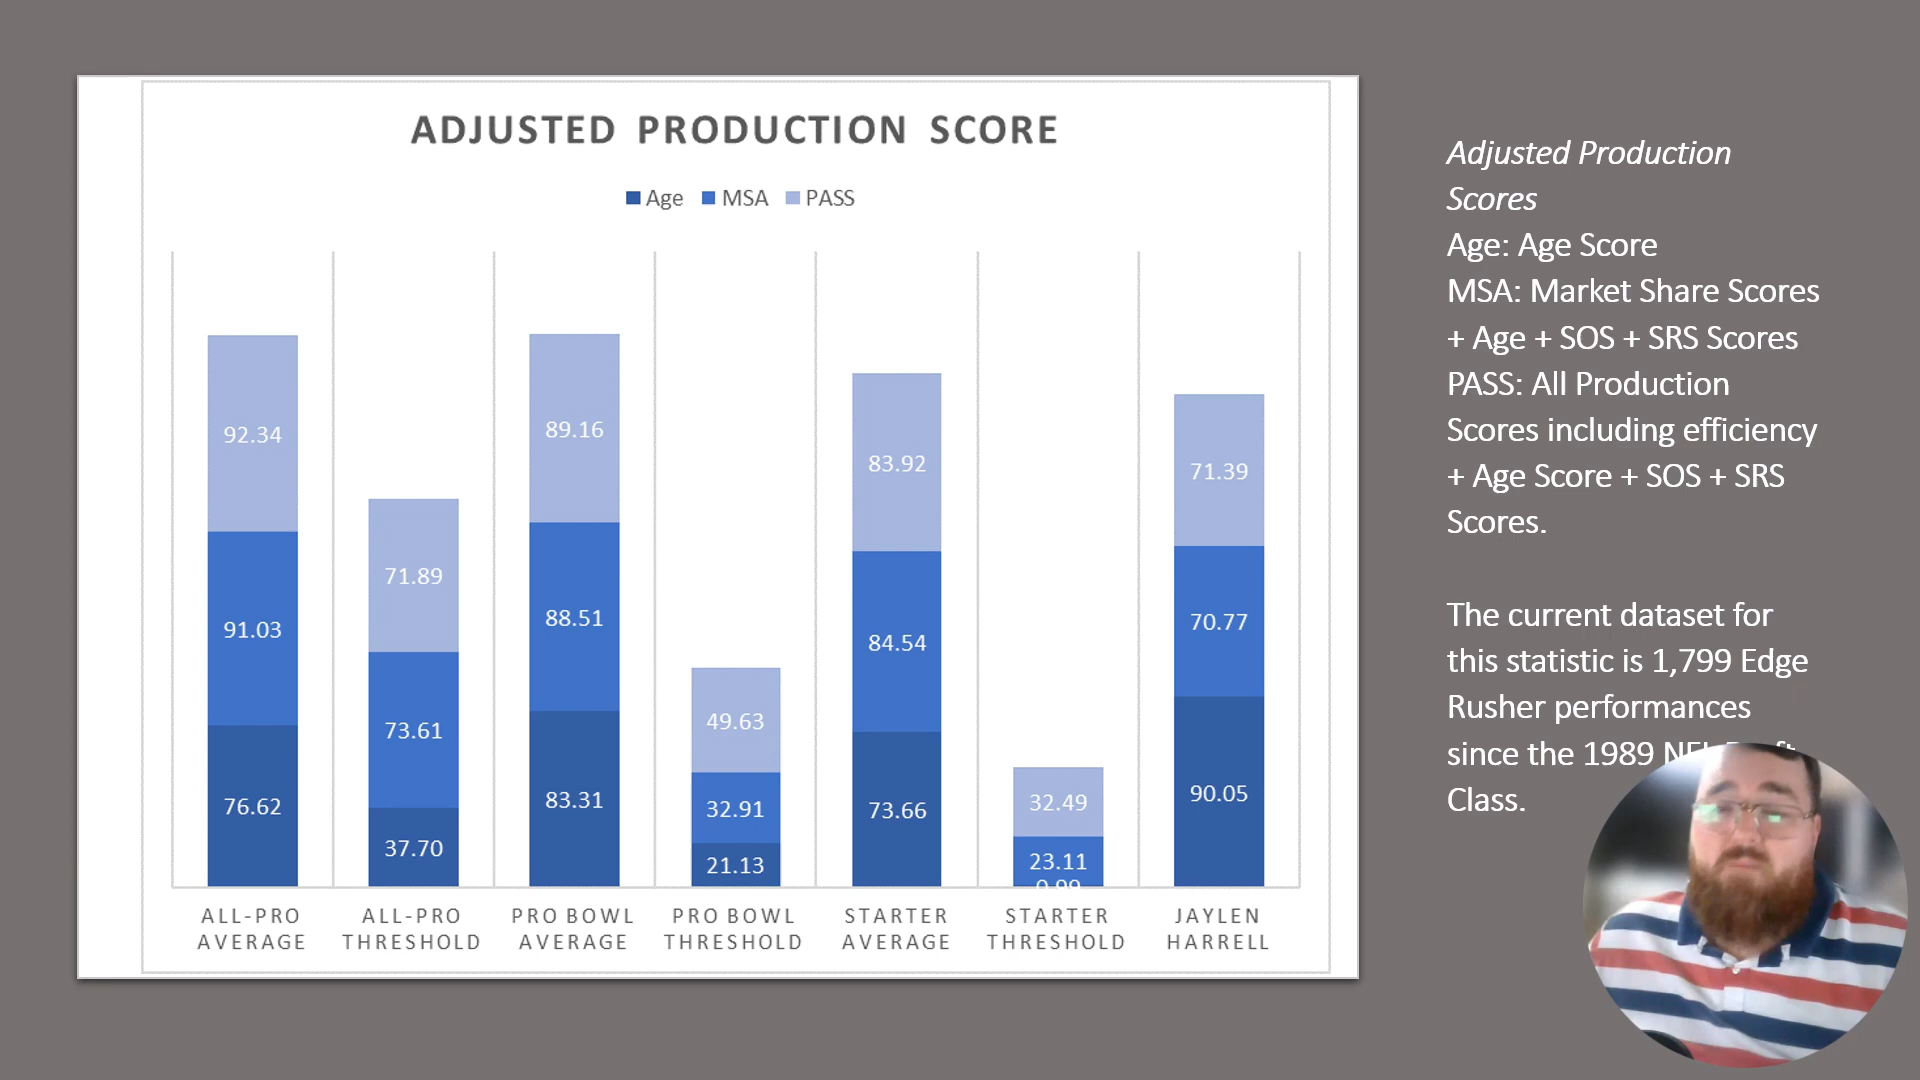 ADJUSTED PRODUCTION SCORE
Age MSA PASS
92.34
91.03
76.62
71.89
73.61
37.70
89.16
88.51
83.31
49.63
32.91
21.13
83.92
84.54
73.66
32.49
23.11
0.99
71.39
70.77
90.05
ALL-PRO
AVERAGE
ALL-PRO
THRESHOLD
PRO BOWL
AVERAGE
PRO BOWL
THRESHOLD
STARTER
AVERAGE
STARTER
THRESHOLD
JAYLEN
HARRELL
Adjusted Production
Scores
Age: Age Score
MSA: Market Share Scores
+ Age + SOS + SRS Scores
PASS: All Production
Scores including efficiency
+ Age Score + SOS + SRS
Scores.
The current dataset for
this statistic is 1,799 Edge
Rusher performances
since the 1989 NFL Draft
Class.